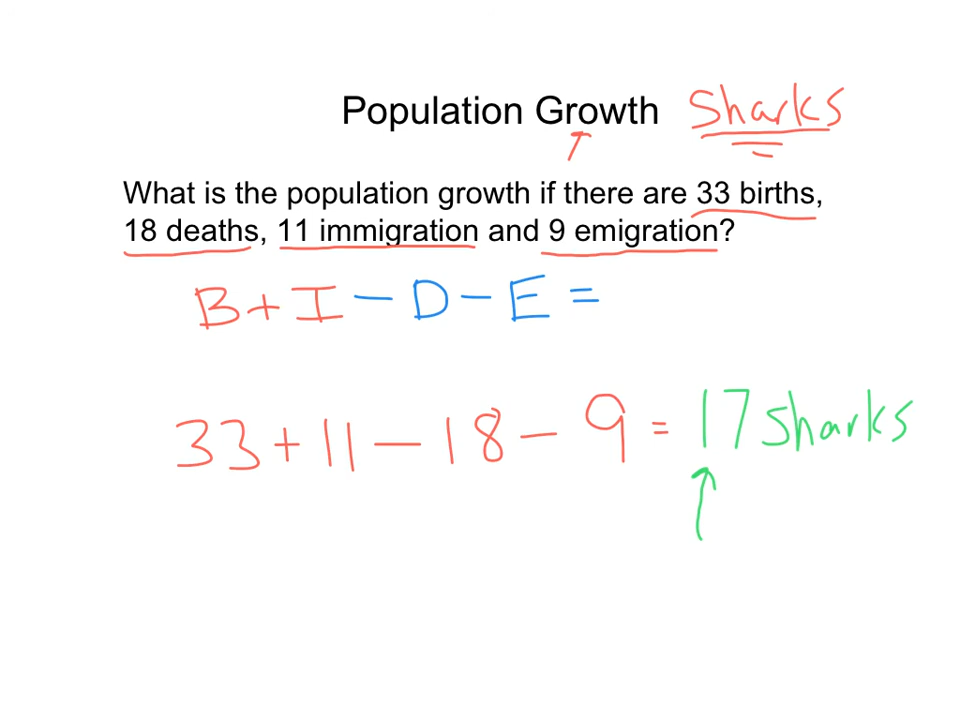 Population Growth Sharks
What is the population growth if there are 33 births,
18 deaths, 11 immigration and 9 emigration?
B + I - D - E =
33 + 11 - 18 - 9 = 17 sharks